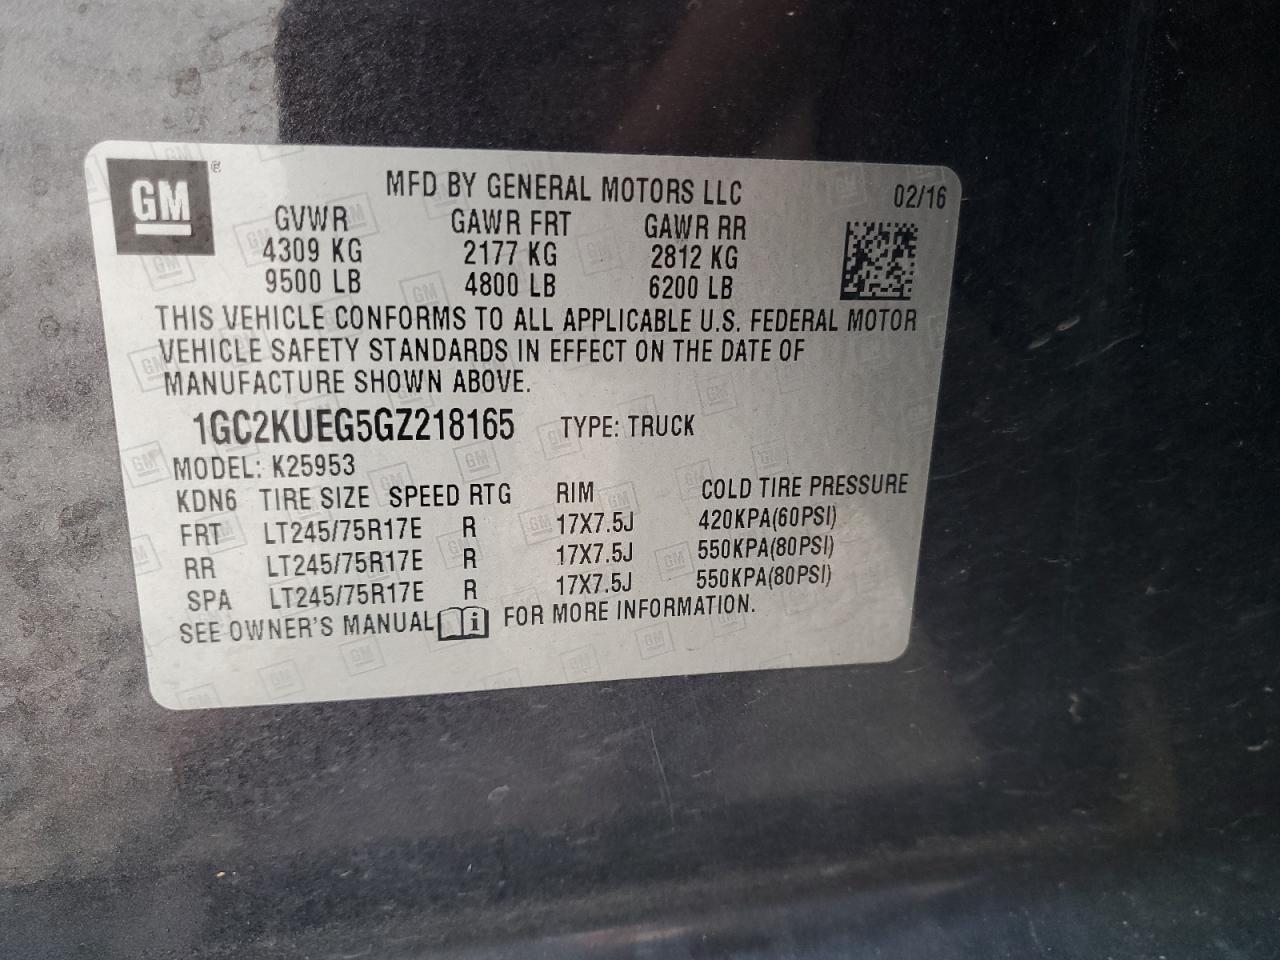 GM ®
MFD BY GENERAL MOTORS LLC 02/16
GVWR GAWR FRT GAWR RR
4309 KG 2177 KG 2812 KG
9500 LB 4800 LB 6200 LB
THIS VEHICLE CONFORMS TO ALL APPLICABLE U.S. FEDERAL MOTOR
VEHICLE SAFETY STANDARDS IN EFFECT ON THE DATE OF
MANUFACTURE SHOWN ABOVE.
1GC2KUEG5GZ218165 TYPE: TRUCK
MODEL: K25953
KDN6 TIRE SIZE SPEED RTG RIM COLD TIRE PRESSURE
FRT LT245/75R17E R 17X7.5J 420KPA(60PSI)
RR LT245/75R17E R 17X7.5J 550KPA(80PSI)
SPA LT245/75R17E R 17X7.5J 550KPA(80PSI)
SEE OWNER'S MANUAL i FOR MORE INFORMATION.